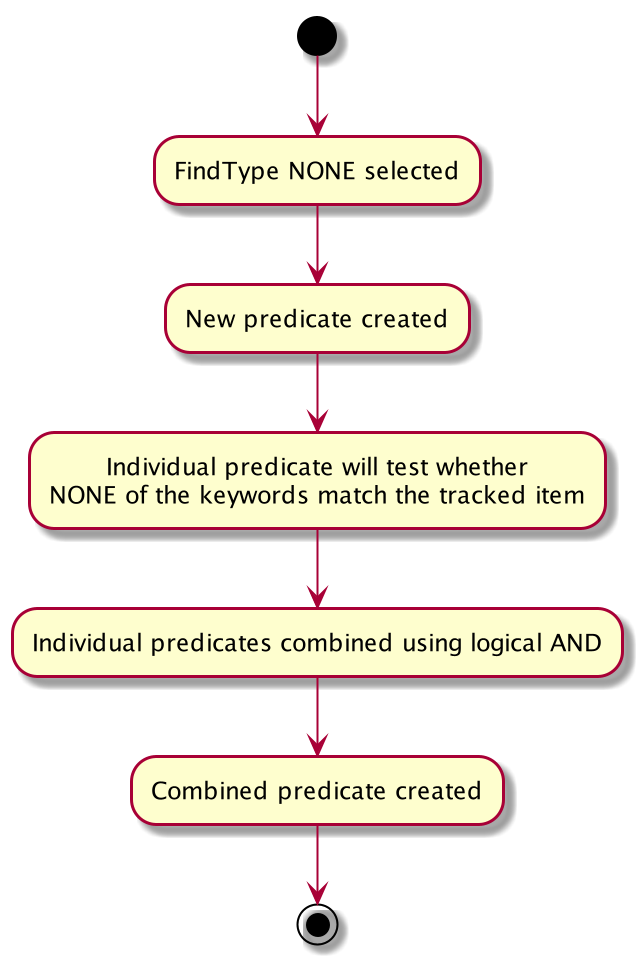 FindType NONE selected
New predicate created
Individual predicate will test whether
NONE of the keywords match the tracked item
Individual predicates combined using logical AND
Combined predicate created